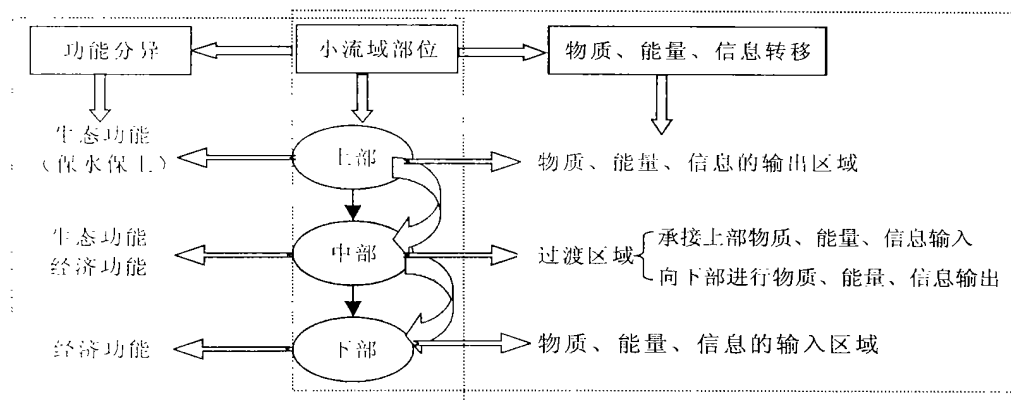 功能分异
小流域部位
物质、能量、信息转移
生态功能
（保水保土）
上部
物质、能量、信息的输出区域
生态功能
经济功能
中部
过渡区域
承接上部物质、能量、信息输入
向下部进行物质、能量、信息输出
经济功能
下部
物质、能量、信息的输入区域